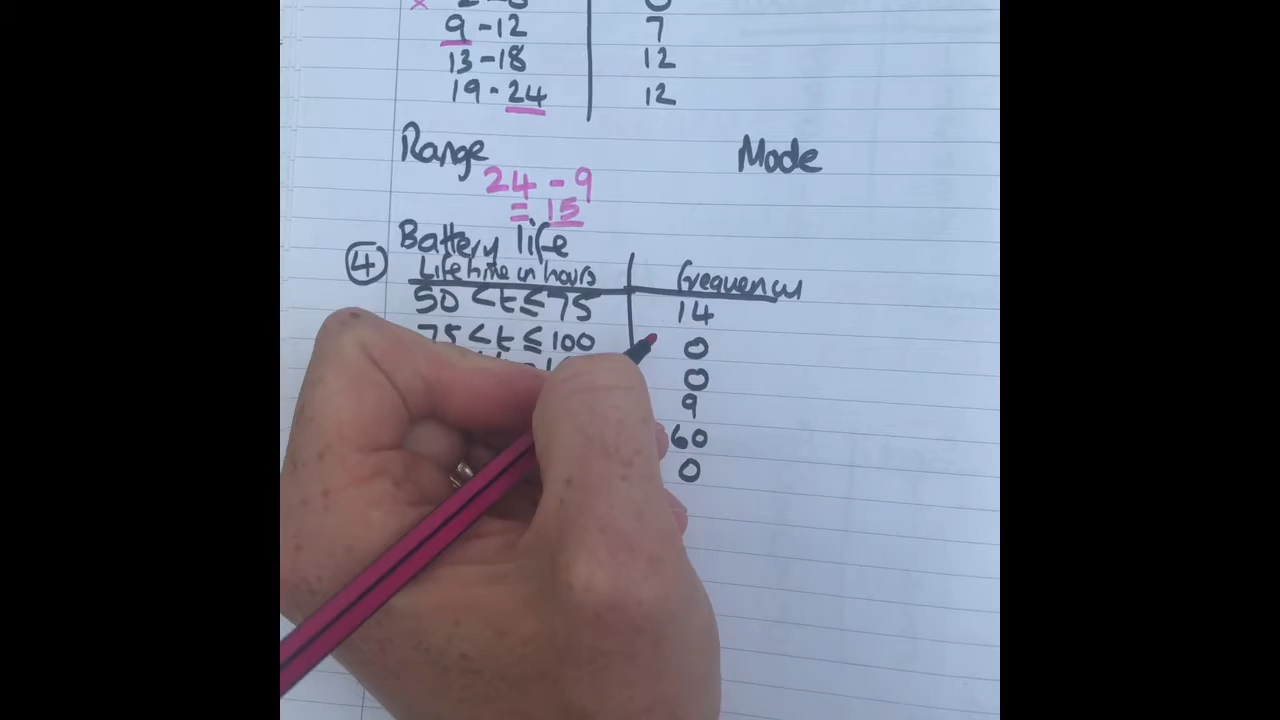 9 - 12 7
13 - 18 12
19 - 24 12
Range Mode
24 - 9
= 15
Battery life
④ Lifetime in hours frequency
50 < t ≤ 75 14
75 < t ≤ 100 0
0
9
60
0